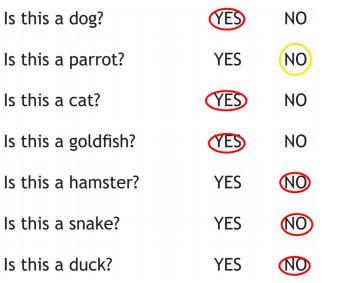 Is this a dog? YES NO
Is this a parrot? YES NO
Is this a cat? YES NO
Is this a goldfish? YES NO
Is this a hamster? YES NO
Is this a snake? YES NO
Is this a duck? YES NO